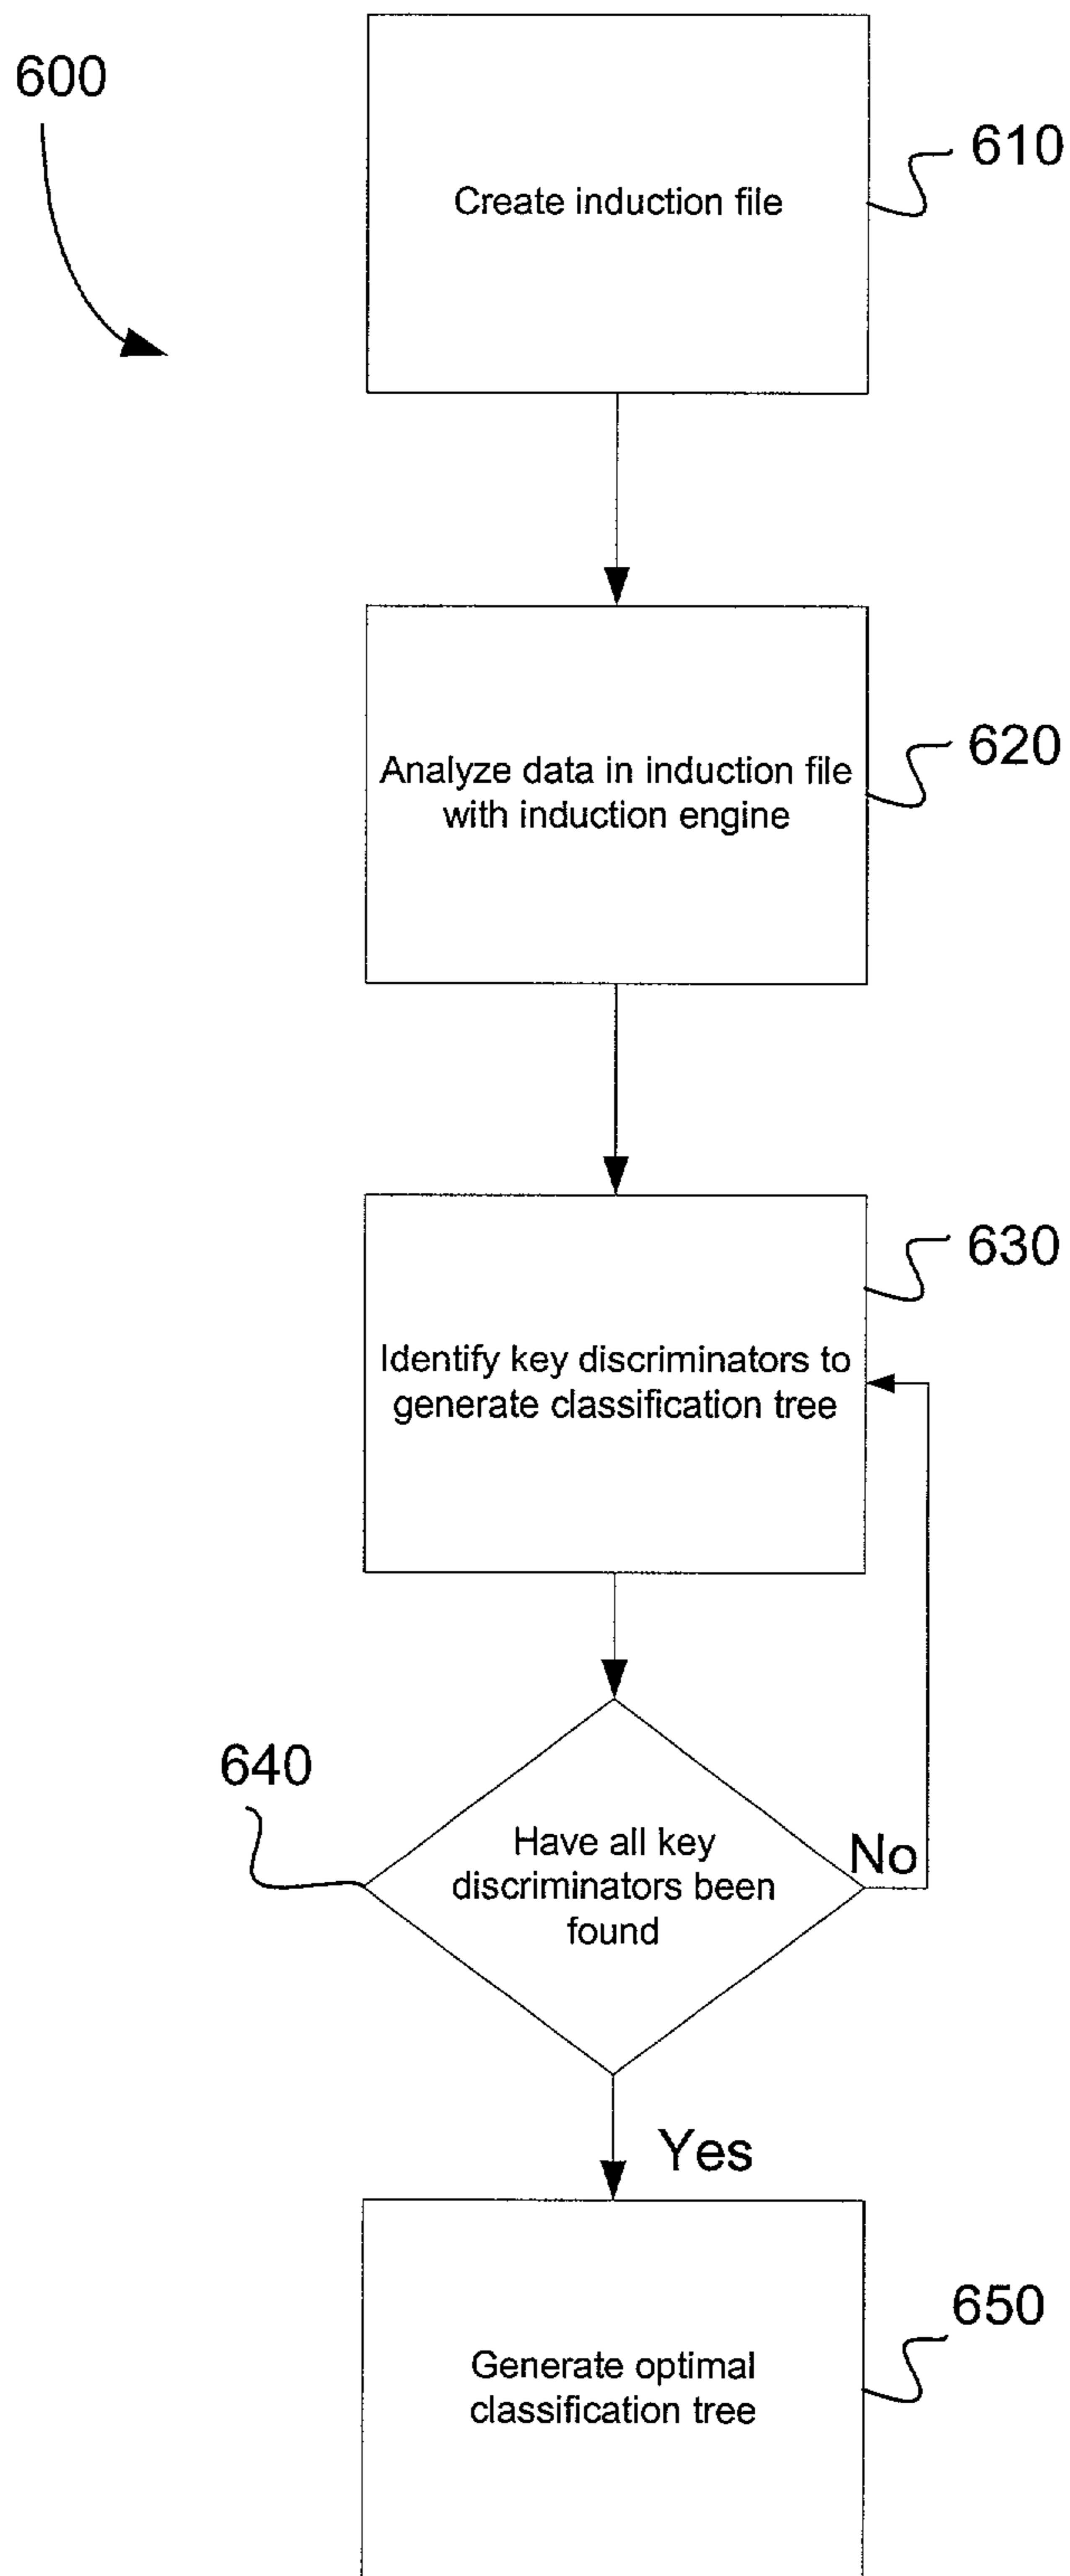 600
610
Create induction file
620
Analyze data in induction file
with induction engine
630
Identify key discriminators to
generate classification tree
640
Have all key
discriminators been
found
No
Yes
650
Generate optimal
classification tree